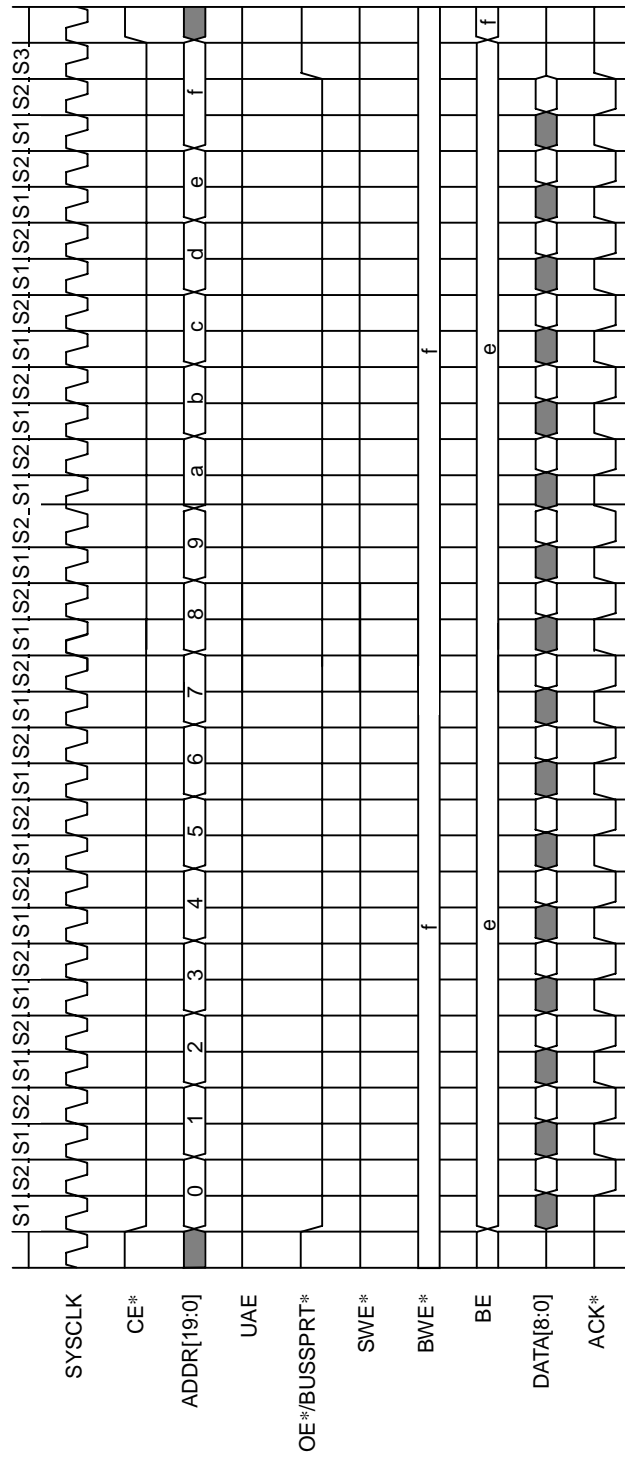 S1 S2 S1 S2 S1 S2 S1 S2 S1 S2 S1 S2 S1 S2 S1 S2 S1 S2 S1 S2 S1 S2 S1 S2 S1 S2 S1 S2 S1 S2 S1 S2 S3
SYSCLK
CE*
ADDR[19:0] 0 1 2 3 4 5 6 7 8 9 a b c d e f
UAE
OE*/BUSSPRT*
SWE*
BWE* f f
BE e e f
DATA[8:0]
ACK*